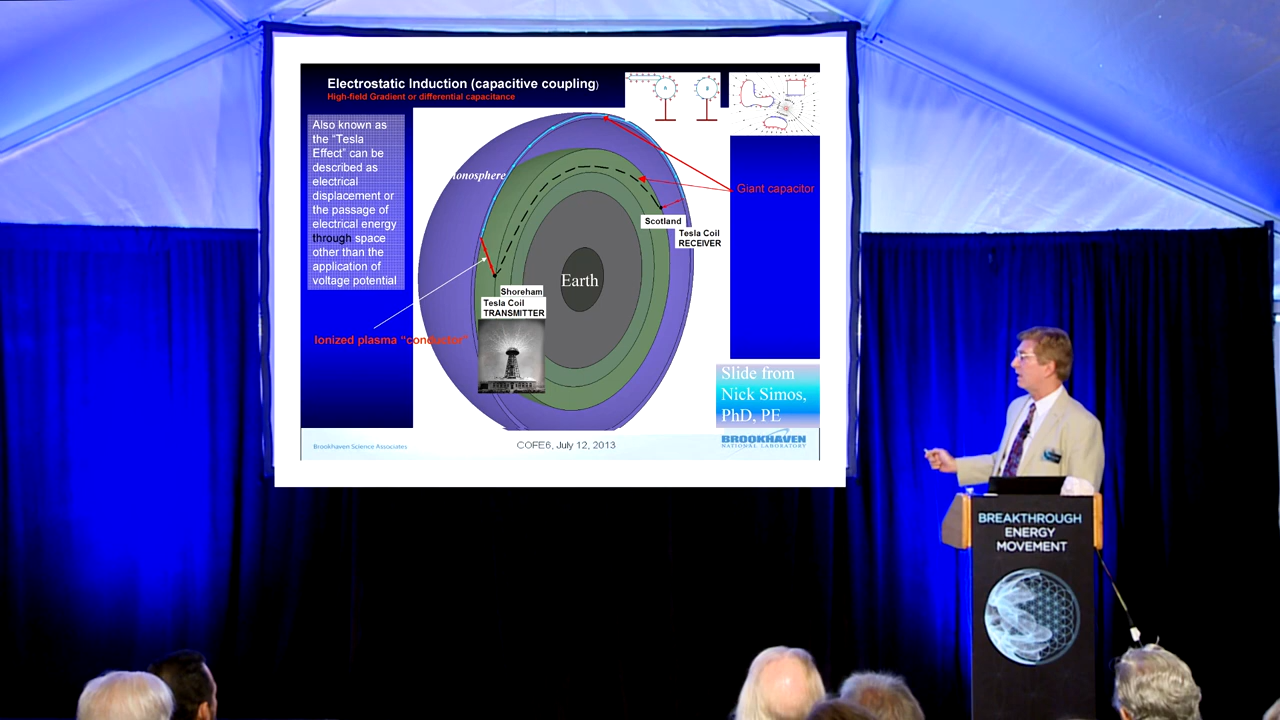 Electrostatic Induction (capacitive coupling)
High-field Gradient or differential capacitance
Also known as
the "Tesla
Effect" can be
described as
electrical
displacement or
the passage of
electrical energy
through space
other than the
application of
voltage potential
Ionosphere
Giant capacitor
Scotland
Tesla Coil
RECEIVER
Earth
Shoreham
Tesla Coil
TRANSMITTER
Ionized plasma "conductor"
Slide from
Nick Simos,
PhD, PE
Brookhaven Science Associates
COFE6, July 12, 2013
BROOKHAVEN
NATIONAL LABORATORY
BREAKTHROUGH
ENERGY
MOVEMENT